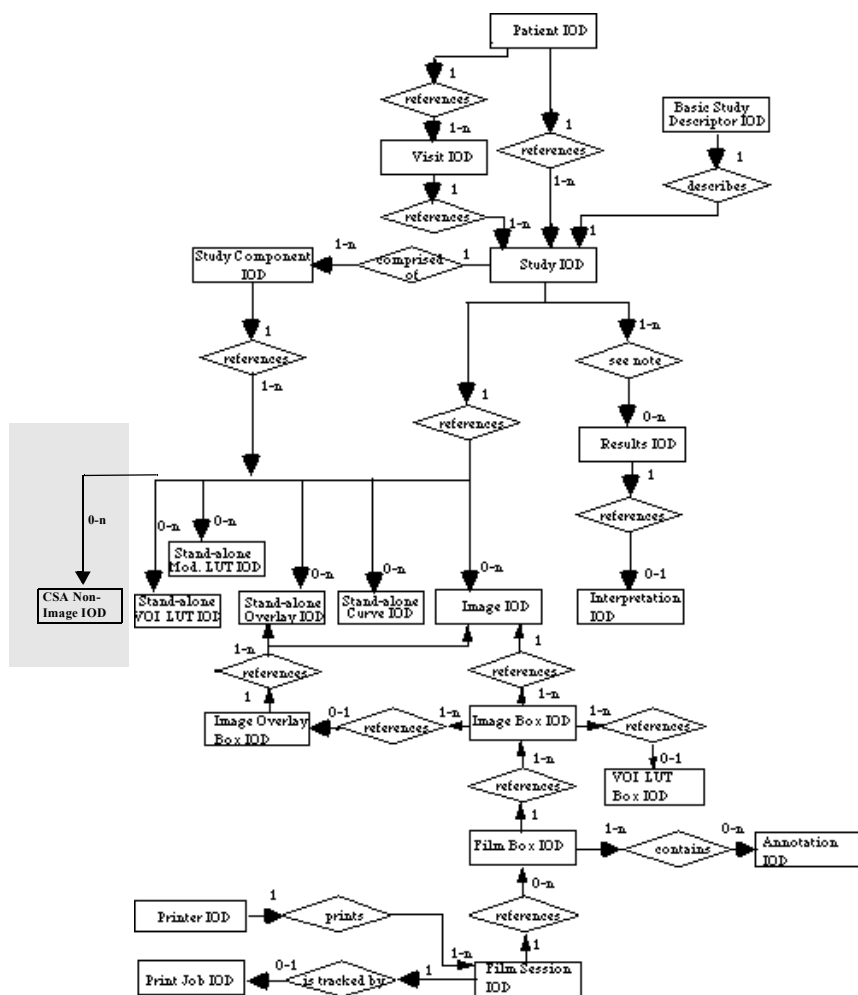 Patient IOD
1
references
Basic Study
Descriptor IOD
1-n
1
references
Visit IOD
1
1-n
describes
1
references
1-n
1
1-n
Study Component
IOD
comprised
of
1
Study IOD
1
1-n
references
see note
1-n
1
references
0-n
Results IOD
1
0-n
references
0-n
0-n
0-n
0-n
0-n
Stand-alone
Mod. LUT IOD
0-1
CSA Non-
Image IOD
Stand-alone
VOI LUT IOD
Stand-alone
Overlay IOD
Stand-alone
Curve IOD
Image IOD
Interpretation
IOD
1-n
1
references
references
1
1-n
Image Overlay
Box IOD
0-1
references
1-n
Image Box IOD
1-n
references
1-n
0-1
references
VOI LUT
Box IOD
1
Film Box IOD
1-n
contains
0-n
Annotation
IOD
0-n
1
Printer IOD
prints
references
1-n
1
0-1
Print Job IOD
is tracked by
1
Film Session
IOD